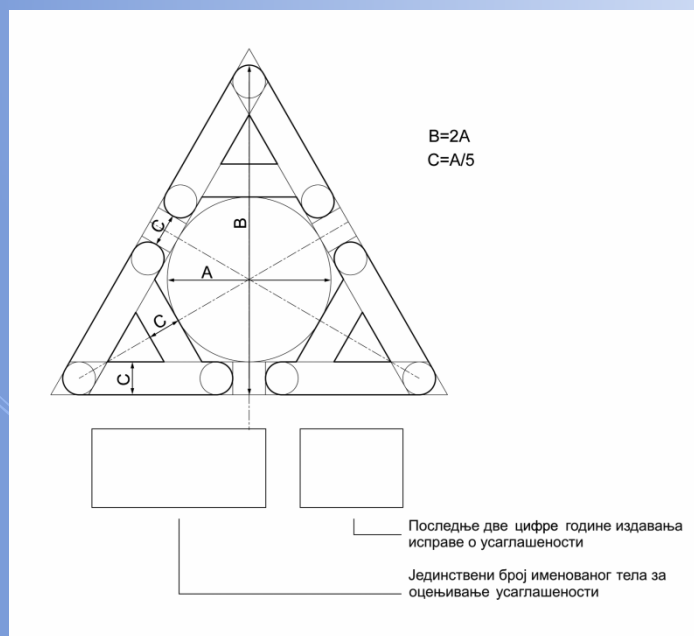 B=2A
C=A/5
B
C
A
C
C
Последње две цифре године издавања
исправе о усаглашености
Јединствени број именованог тела за
оцењивање усаглашености